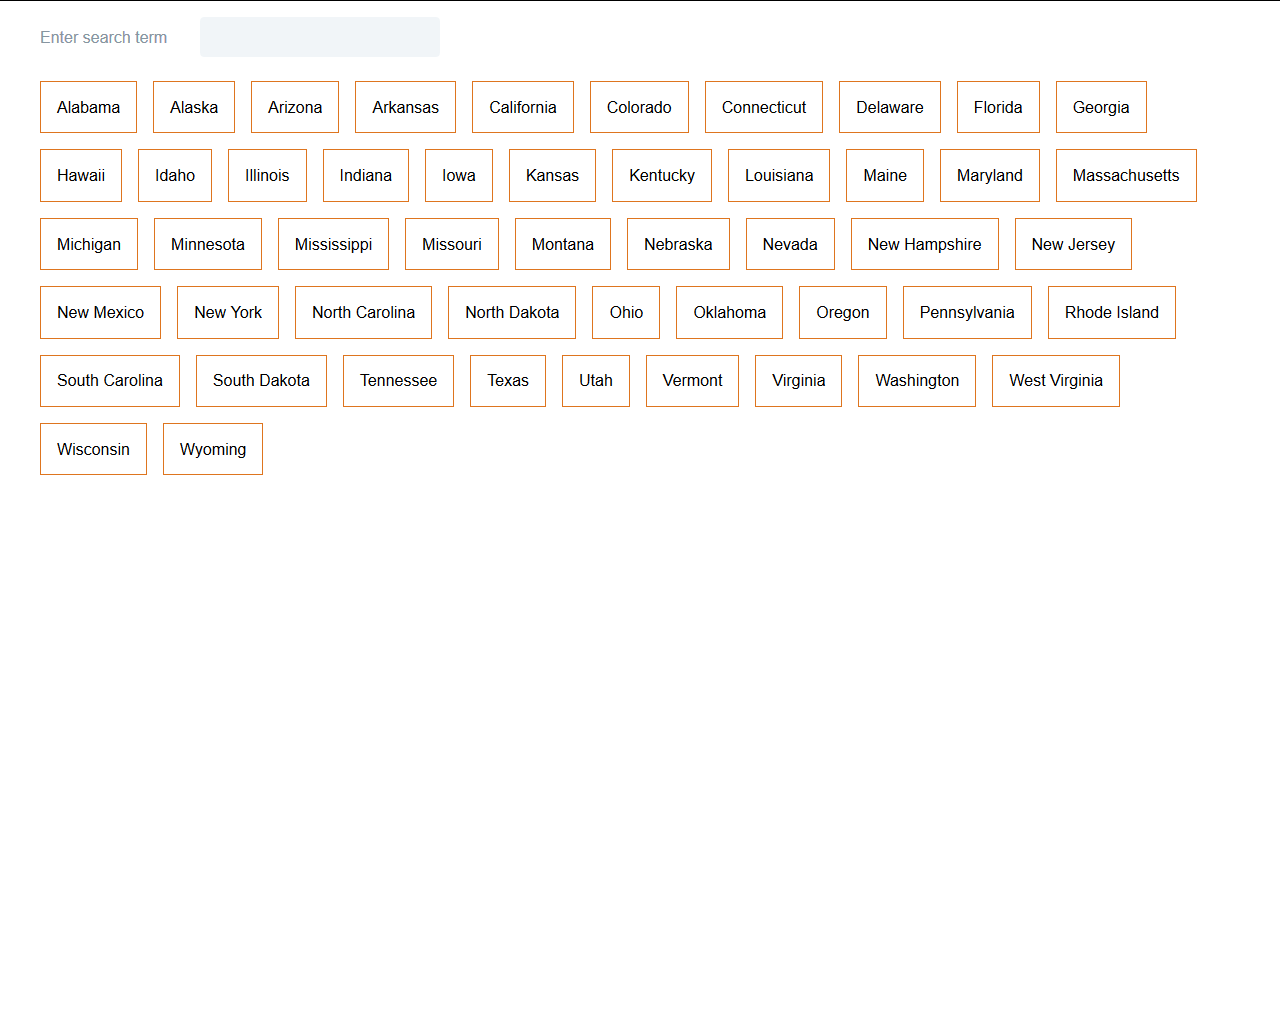 Enter search term
Alabama Alaska Arizona Arkansas California Colorado Connecticut Delaware Florida Georgia
Hawaii Idaho Illinois Indiana Iowa Kansas Kentucky Louisiana Maine Maryland Massachusetts
Michigan Minnesota Mississippi Missouri Montana Nebraska Nevada New Hampshire New Jersey
New Mexico New York North Carolina North Dakota Ohio Oklahoma Oregon Pennsylvania Rhode Island
South Carolina South Dakota Tennessee Texas Utah Vermont Virginia Washington West Virginia
Wisconsin Wyoming